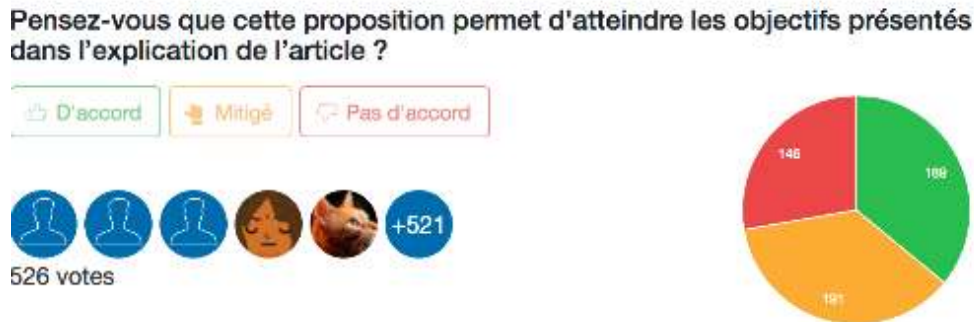 Pensez-vous que cette proposition permet d'atteindre les objectifs présentés
dans l'explication de l'article ?
D'accord
Mitigé
Pas d'accord
146
189
191
+521
526 votes